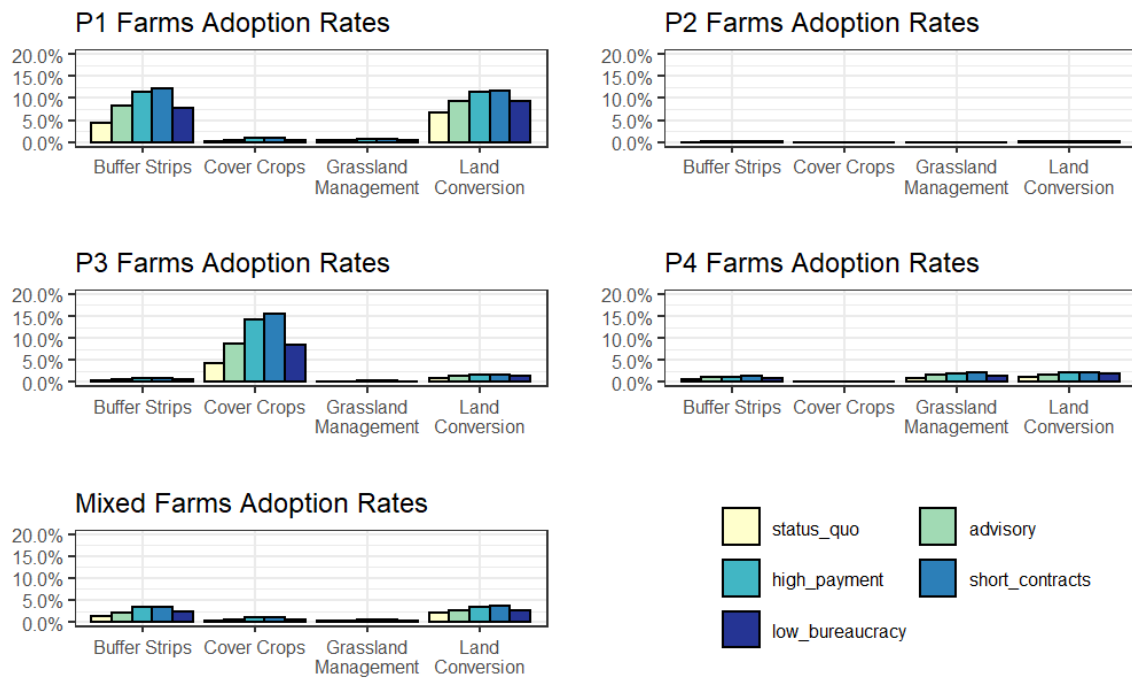 P1 Farms Adoption Rates
20.0%
15.0%
10.0%
5.0%
0.0%
Buffer Strips
Cover Crops
Grassland
Management
Land
Conversion
P2 Farms Adoption Rates
20.0%
15.0%
10.0%
5.0%
0.0%
Buffer Strips
Cover Crops
Grassland
Management
Land
Conversion
P3 Farms Adoption Rates
20.0%
15.0%
10.0%
5.0%
0.0%
Buffer Strips
Cover Crops
Grassland
Management
Land
Conversion
P4 Farms Adoption Rates
20.0%
15.0%
10.0%
5.0%
0.0%
Buffer Strips
Cover Crops
Grassland
Management
Land
Conversion
Mixed Farms Adoption Rates
20.0%
15.0%
10.0%
5.0%
0.0%
Buffer Strips
Cover Crops
Grassland
Management
Land
Conversion
status_quo
advisory
high_payment
short_contracts
low_bureaucracy